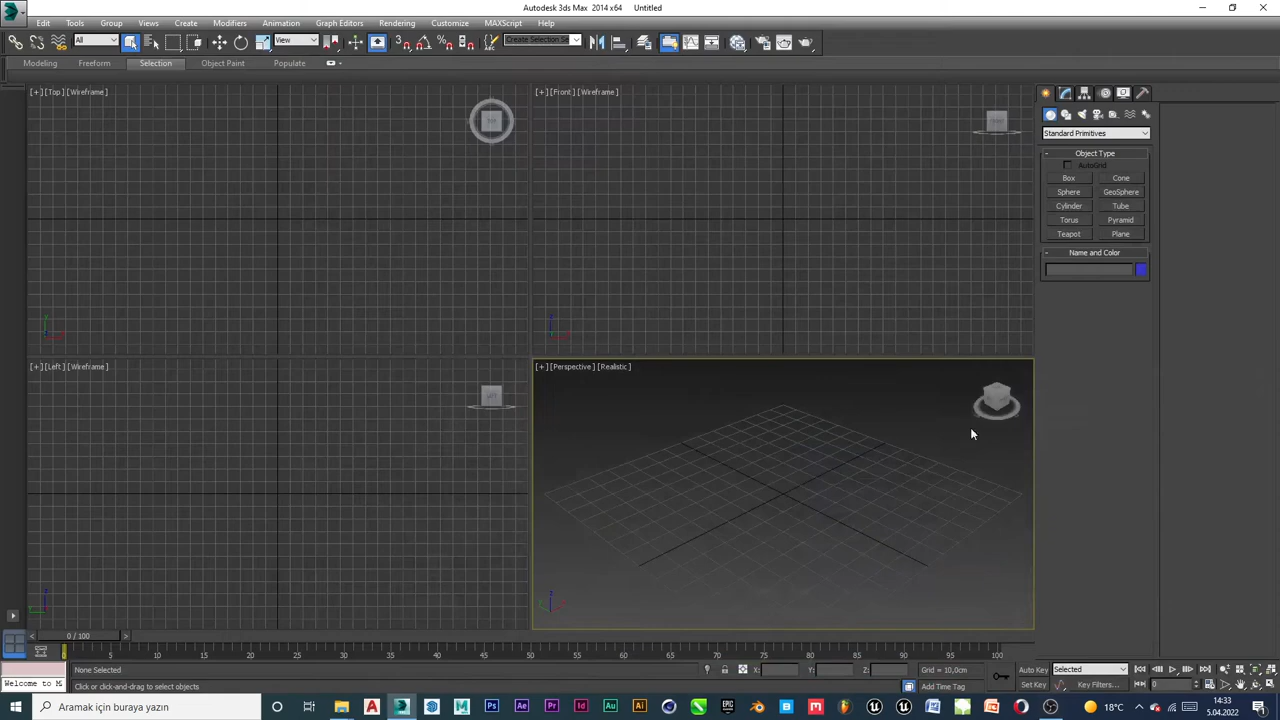 Autodesk 3ds Max 2014 x64 Untitled
Edit Tools Group Views Create Modifiers Animation Graph Editors Rendering Customize MAXScript Help
All View Create Selection Se
Modeling Freeform Selection Object Paint Populate
[+] [Top] [Wireframe] [+] [Front] [Wireframe]
TOP
Standard Primitives
- Object Type
AutoGrid
Box Cone
Sphere GeoSphere
Cylinder Tube
Torus Pyramid
Teapot Plane
- Name and Color
[+] [Left] [Wireframe] [+] [Perspective] [Realistic]
< 0 / 100 >
0 5 10 15 20 25 30 35 40 45 50 55 60 65 70 75 80 85 90 95 100
None Selected X: Y: Z: Grid = 10,0cm Auto Key Selected
Welcome to M Click or click-and-drag to select objects Add Time Tag Set Key Key Filters... 0
Aramak için buraya yazın 18°C 14:33
5.04.2022